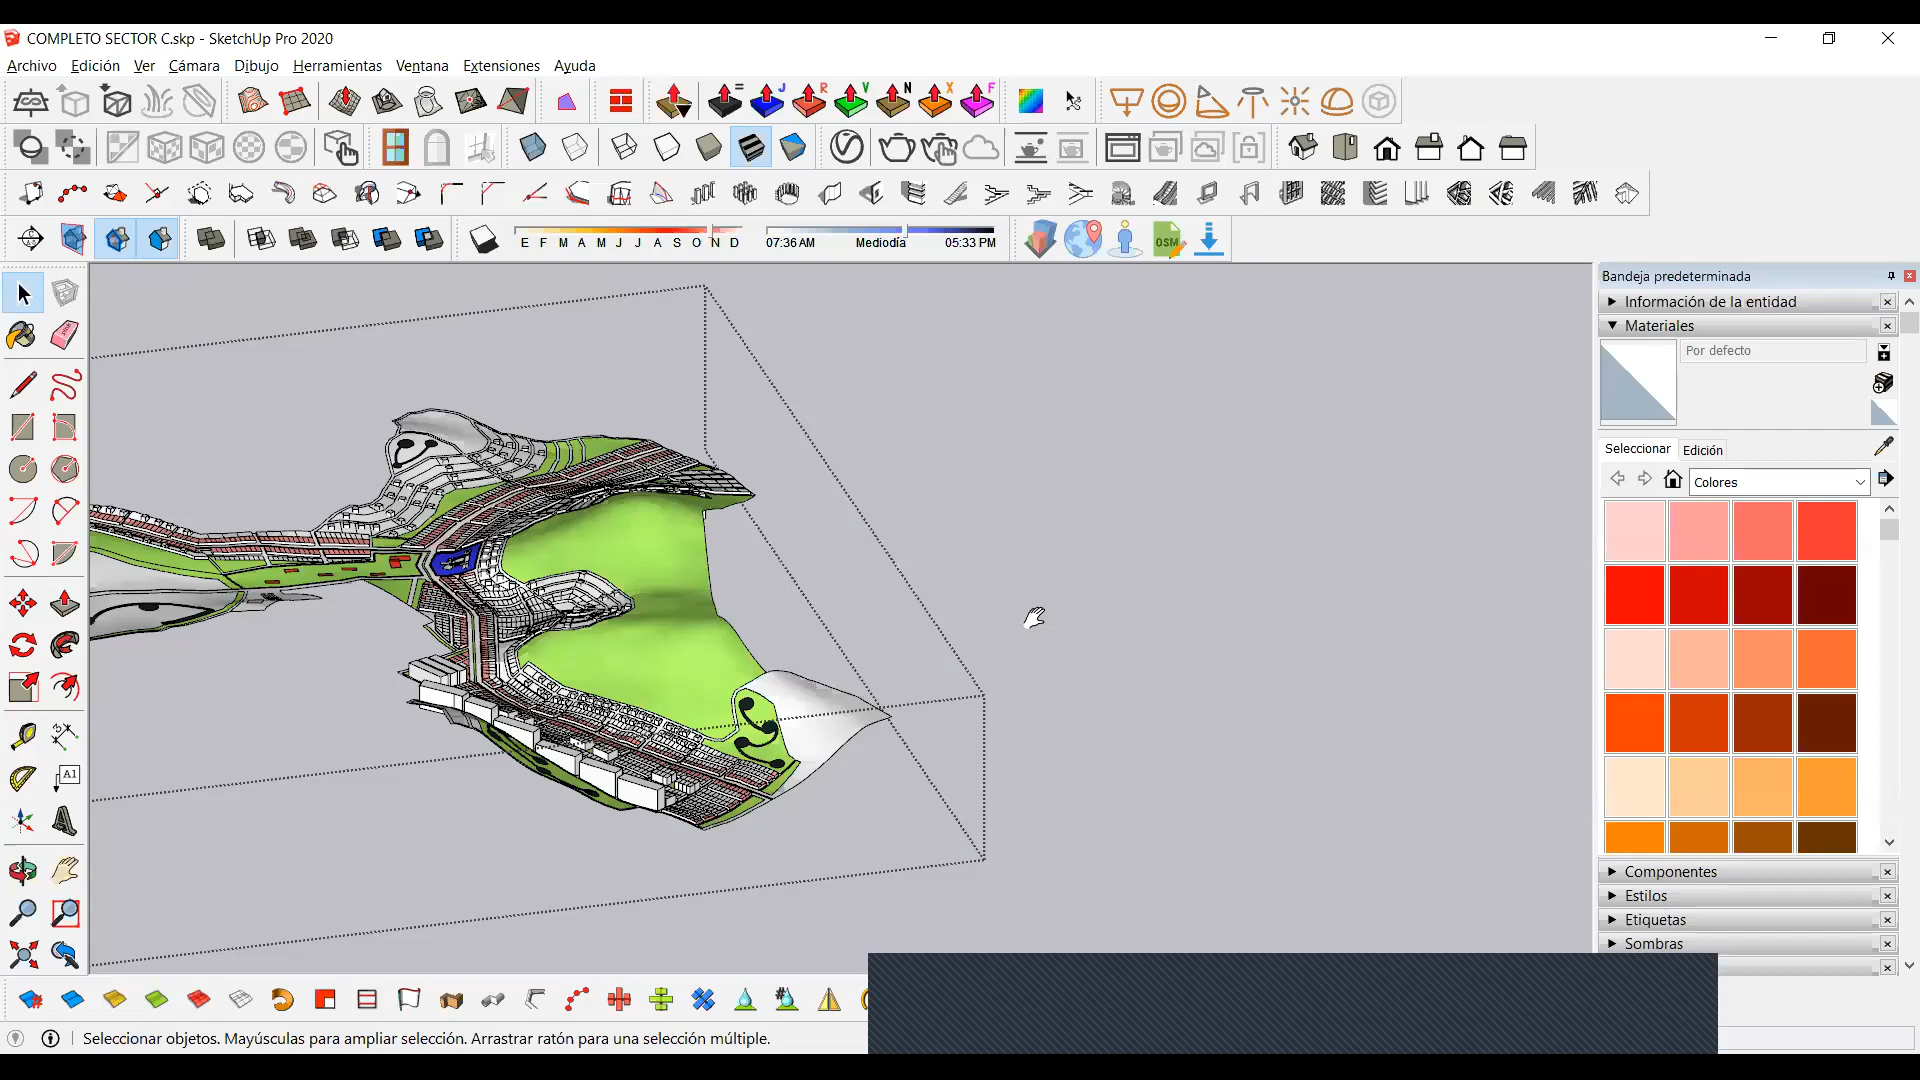 COMPLETO SECTOR C.skp - SketchUp Pro 2020
Archivo Edición Ver Cámara Dibujo Herramientas Ventana Extensiones Ayuda
= J R V N X F
E F M A M J J A S O N D 07:36 AM Mediodía 05:33 PM OSM
Bandeja predeterminada
Información de la entidad
Materiales
Por defecto
Seleccionar Edición
Colores
A1
Componentes
Estilos
Etiquetas
Sombras
Seleccionar objetos. Mayúsculas para ampliar selección. Arrastrar ratón para una selección múltiple.